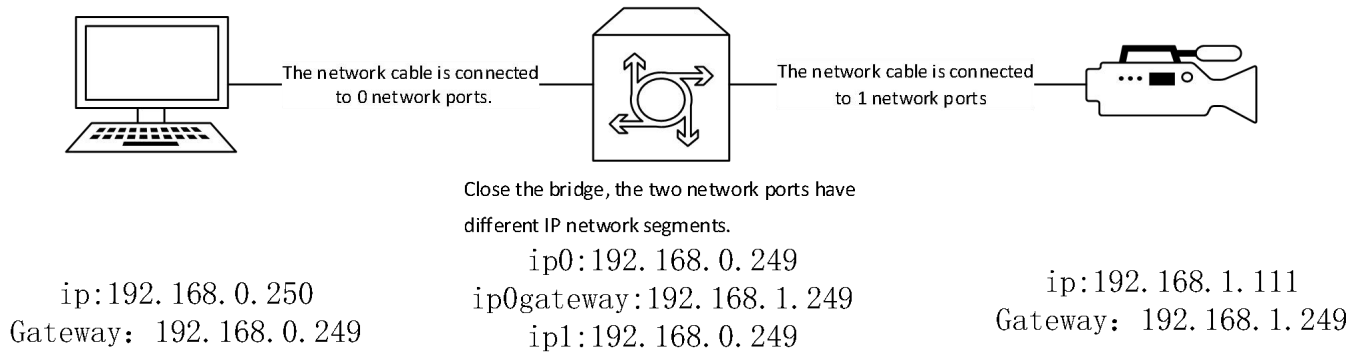 The network cable is connected
to 0 network ports.
The network cable is connected
to 1 network ports
Close the bridge, the two network ports have
different IP network segments.
ip:192.168.0.250
Gateway：192.168.0.249
ip0:192.168.0.249
ip0gateway:192.168.1.249
ip1:192.168.0.249
ip:192.168.1.111
Gateway：192.168.1.249